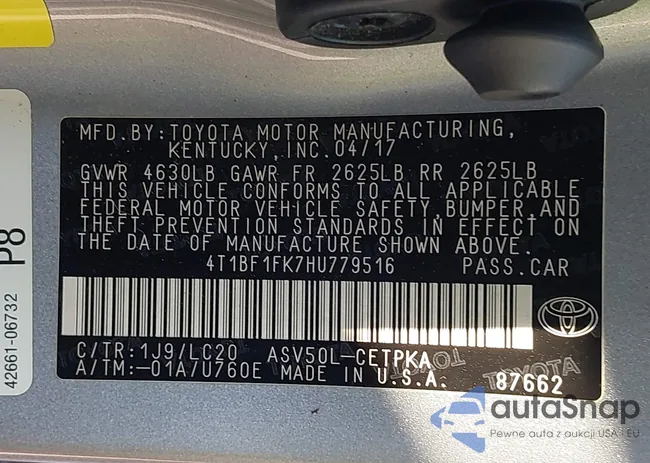 MFD.BY:TOYOTA MOTOR MANUFACTURING,
KENTUCKY,INC.04/17
GVWR 4630LB GAWR FR 2625LB RR 2625LB
THIS VEHICLE CONFORMS TO ALL APPLICABLE
FEDERAL MOTOR VEHICLE SAFETY,BUMPER,AND
THEFT PREVENTION STANDARDS IN EFFECT ON
THE DATE OF MANUFACTURE SHOWN ABOVE.
4T1BF1FK7HU779516 PASS.CAR
C/TR:1J9/LC20 ASV50L-CETPKA
A/TM:-01A/U760E MADE IN U.S.A. 87662
TOYOTA
P8
42661-06732
autoSnap
Pewne auta z aukcji USA i EU